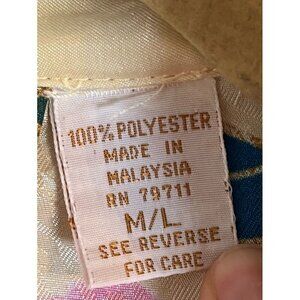 100% POLYESTER
MADE IN
MALAYSIA
RN 79711
M/L
SEE REVERSE
FOR CARE